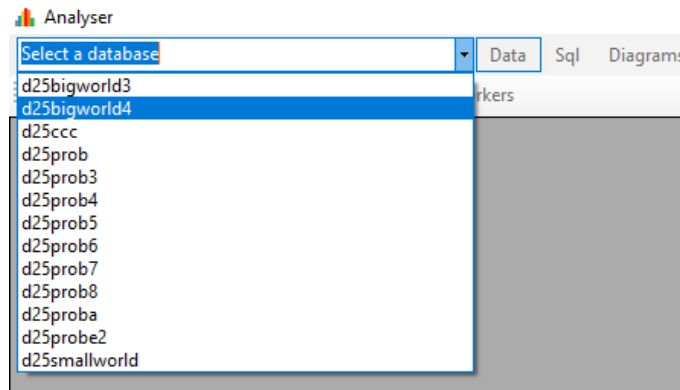 Analyser
Select a database Data Sql Diagrams
d25bigworld3
rkers
d25bigworld4
d25ccc
d25prob
d25prob3
d25prob4
d25prob5
d25prob6
d25prob7
d25prob8
d25proba
d25probe2
d25smallworld